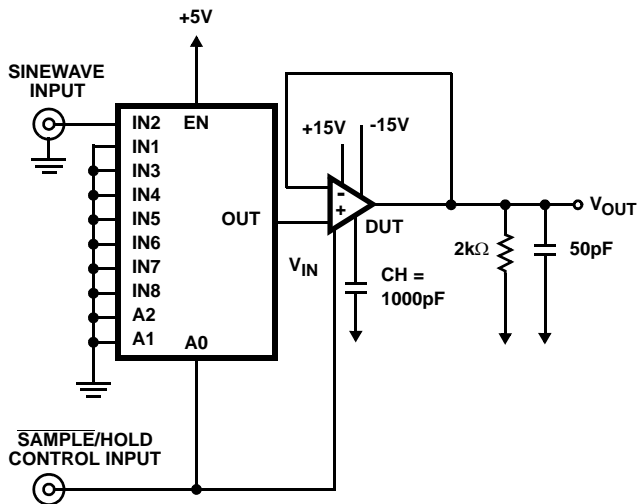 +5V
SINEWAVE
INPUT
IN2
EN
IN1
IN3
IN4
IN5
IN6
IN7
IN8
A2
A1
A0
OUT
+15V
-15V
-
+
DUT
V_IN
CH =
1000pF
2kΩ
50pF
V_OUT
SAMPLE/HOLD
CONTROL INPUT